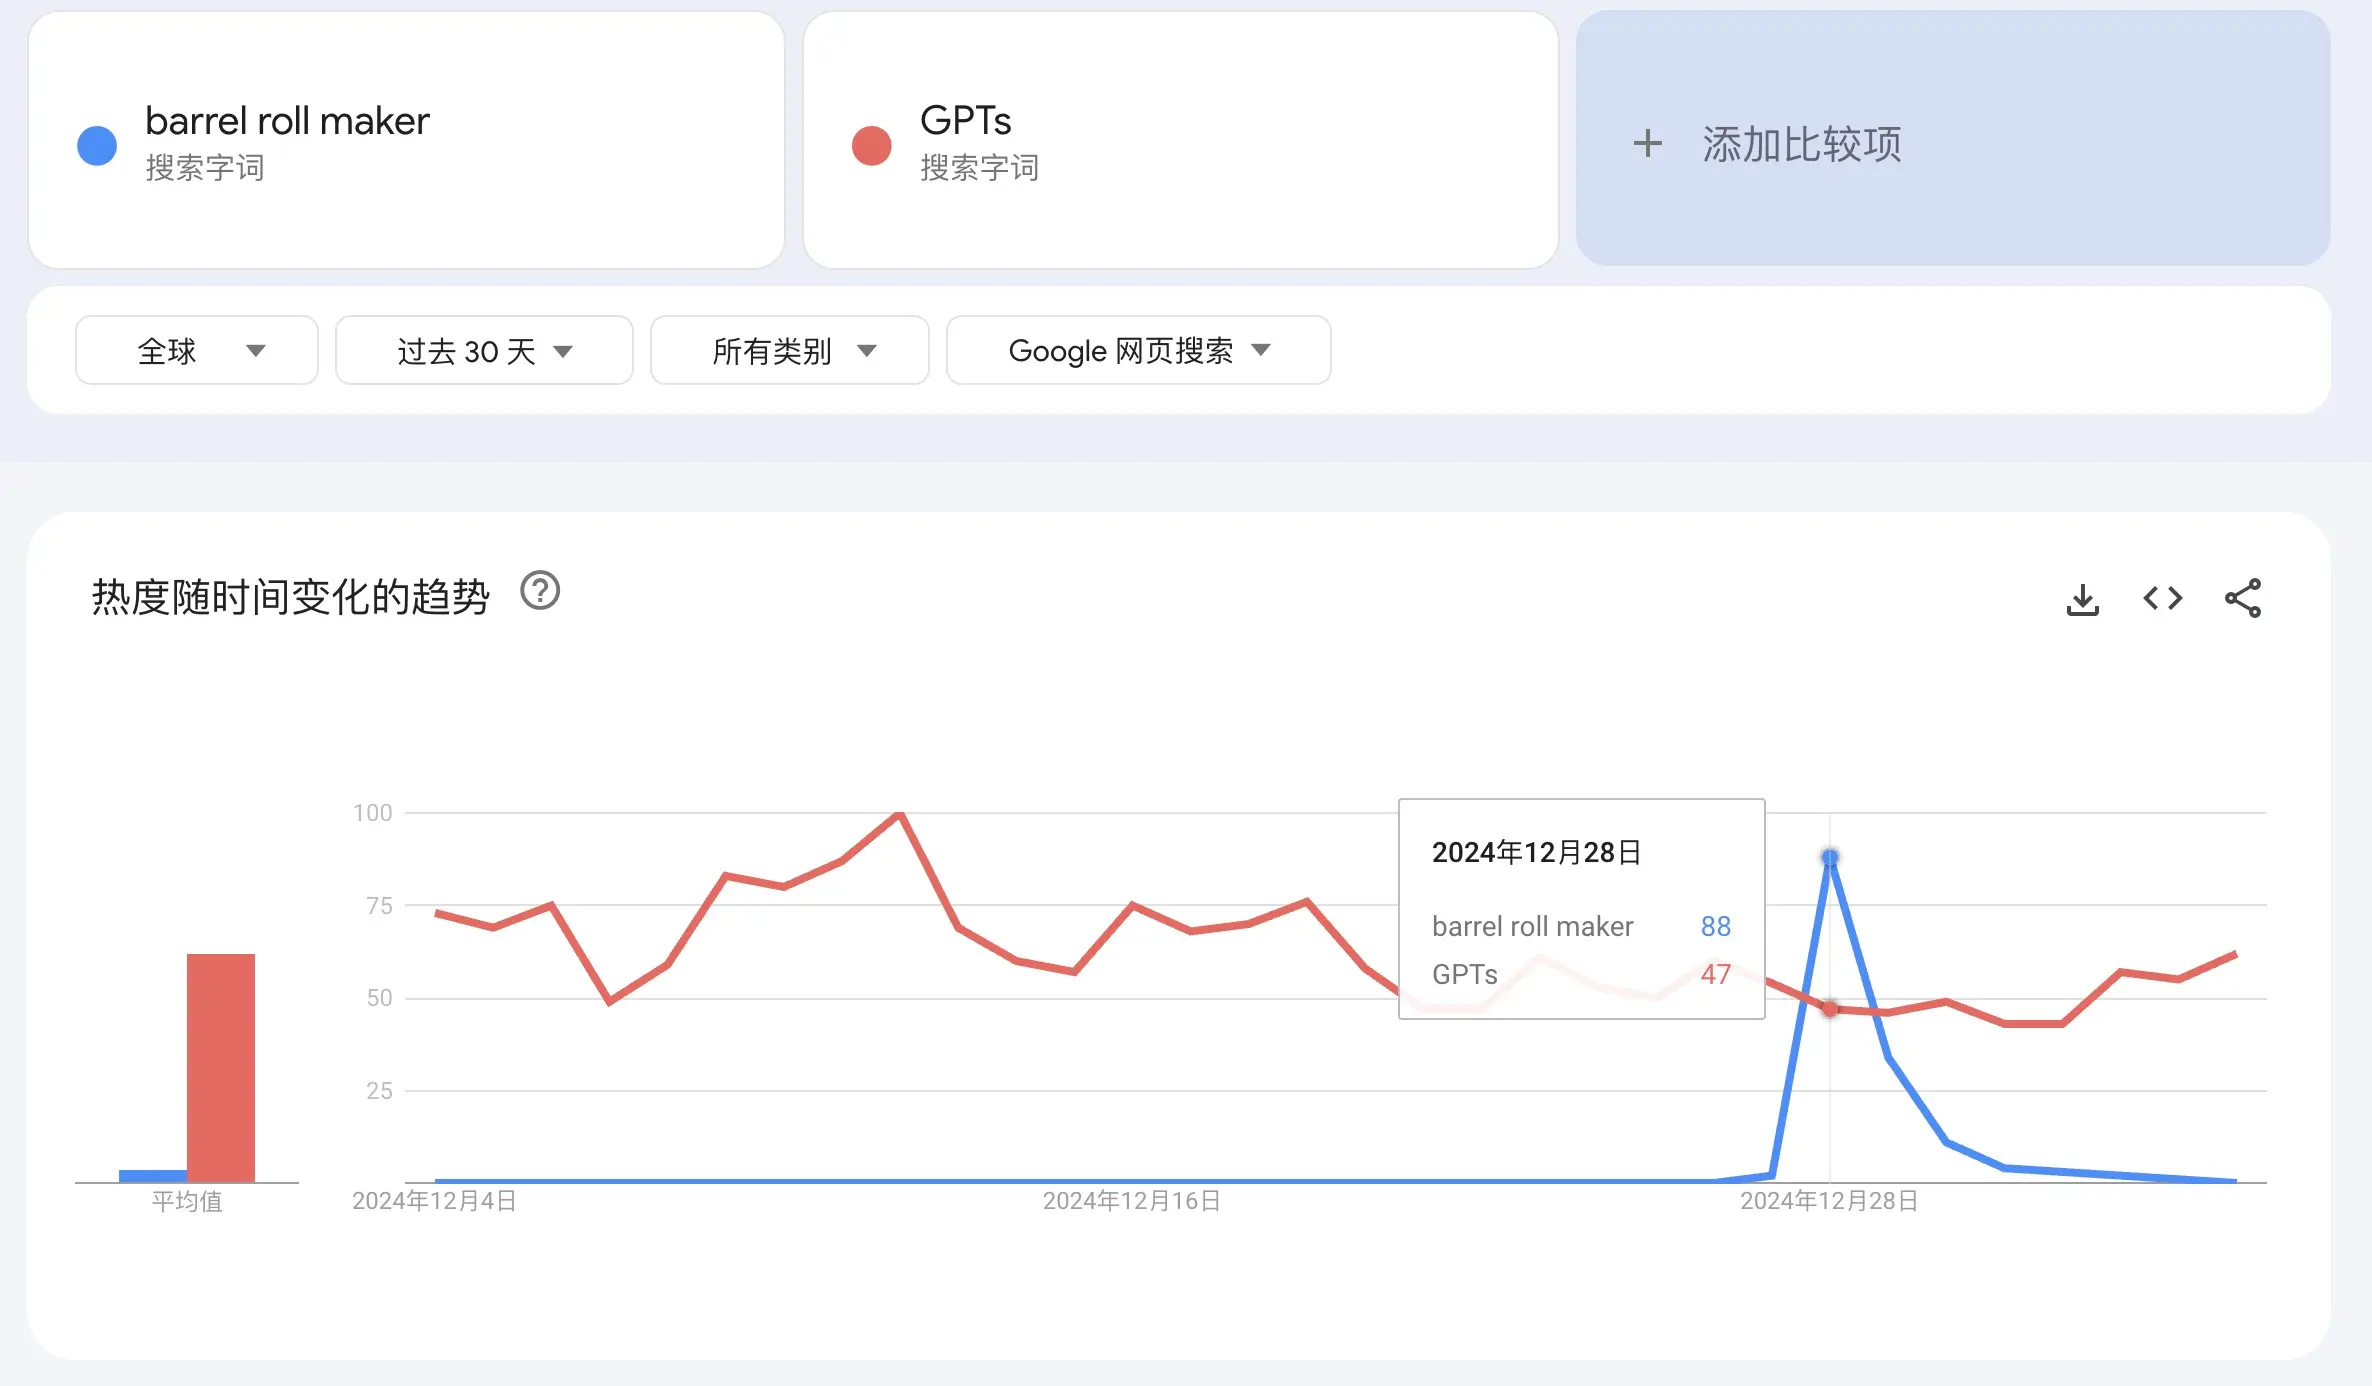 barrel roll maker
搜索字词
GPTs
搜索字词
+ 添加比较项
全球
过去 30 天
所有类别
Google 网页搜索
热度随时间变化的趋势
100
75
50
25
2024年12月28日
barrel roll maker 88
GPTs 47
平均值
2024年12月4日
2024年12月16日
2024年12月28日